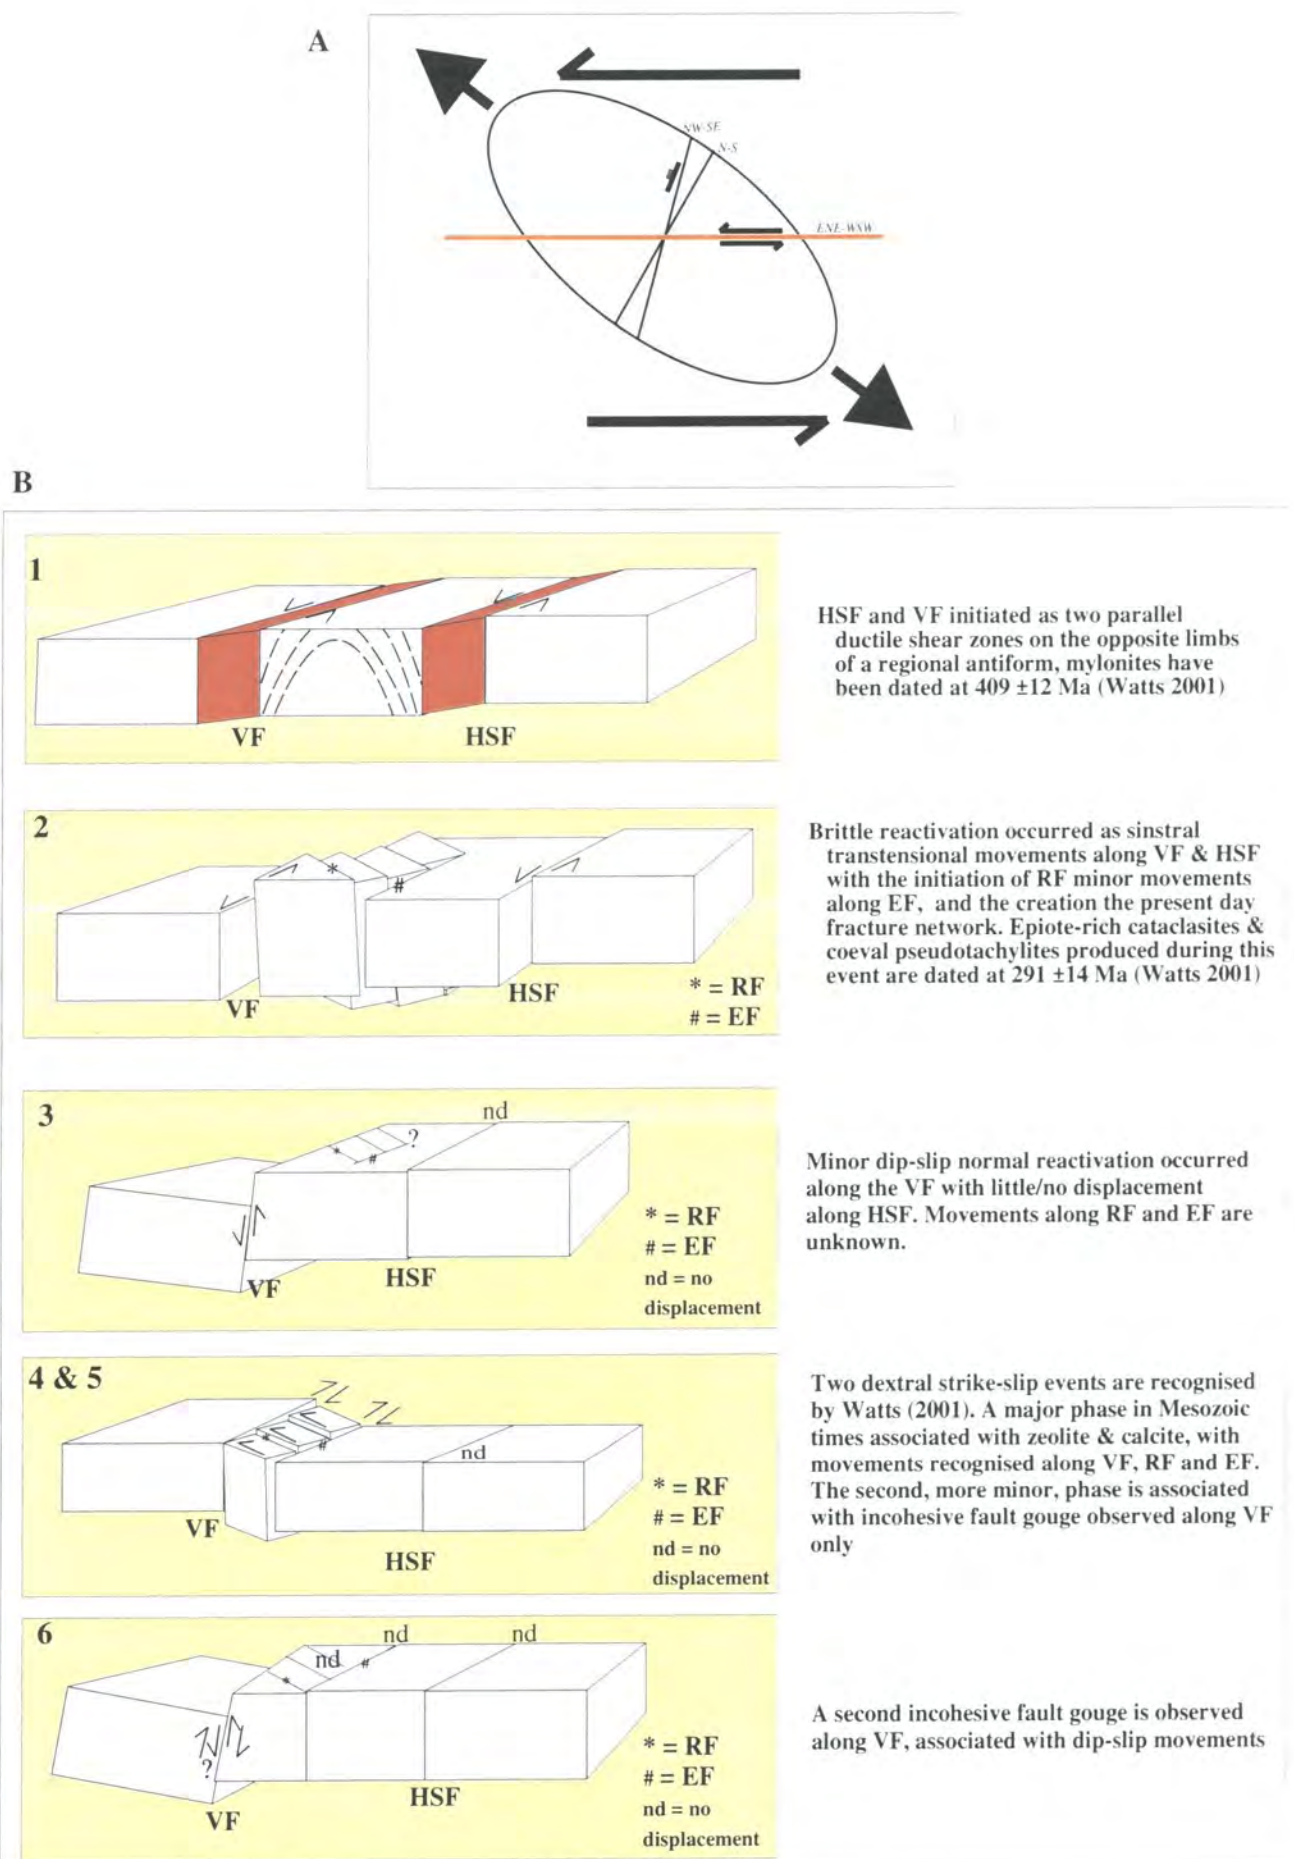 A
NW-SE
N-S
ENE-WSW
B
1
VF
HSF
HSF and VF initiated as two parallel
ductile shear zones on the opposite limbs
of a regional antiform, mylonites have
been dated at 409 ±12 Ma (Watts 2001)
2
*
#
VF
HSF
* = RF
# = EF
Brittle reactivation occurred as sinstral
transtensional movements along VF & HSF
with the initiation of RF minor movements
along EF, and the creation the present day
fracture network. Epiote-rich cataclasites &
coeval pseudotachylites produced during this
event are dated at 291 ±14 Ma (Watts 2001)
3
nd
?
*
#
VF
HSF
* = RF
# = EF
nd = no
displacement
Minor dip-slip normal reactivation occurred
along the VF with little/no displacement
along HSF. Movements along RF and EF are
unknown.
4 & 5
*
#
nd
VF
HSF
* = RF
# = EF
nd = no
displacement
Two dextral strike-slip events are recognised
by Watts (2001). A major phase in Mesozoic
times associated with zeolite & calcite, with
movements recognised along VF, RF and EF.
The second, more minor, phase is associated
with incohesive fault gouge observed along VF
only
6
nd
nd
nd
#
*
?
VF
HSF
* = RF
# = EF
nd = no
displacement
A second incohesive fault gouge is observed
along VF, associated with dip-slip movements